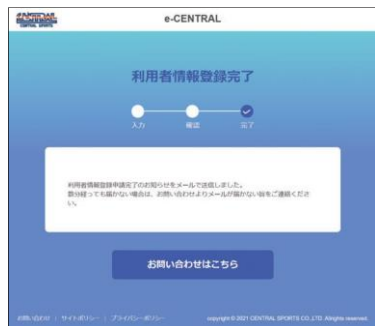 CENTRAL SPORTS
e-CENTRAL
利用者情報登録完了
入力
確認
完了
利用者情報登録申請完了のお知らせをメールで送信しました。
数分経っても届かない場合は、お問い合わせよりメールが届かない旨をご連絡くださ
い。
お問い合わせはこちら
お問い合わせ | サイトポリシー | プライバシーポリシー
copyright © 2021 CENTRAL SPORTS CO.,LTD. Allrights reserved.